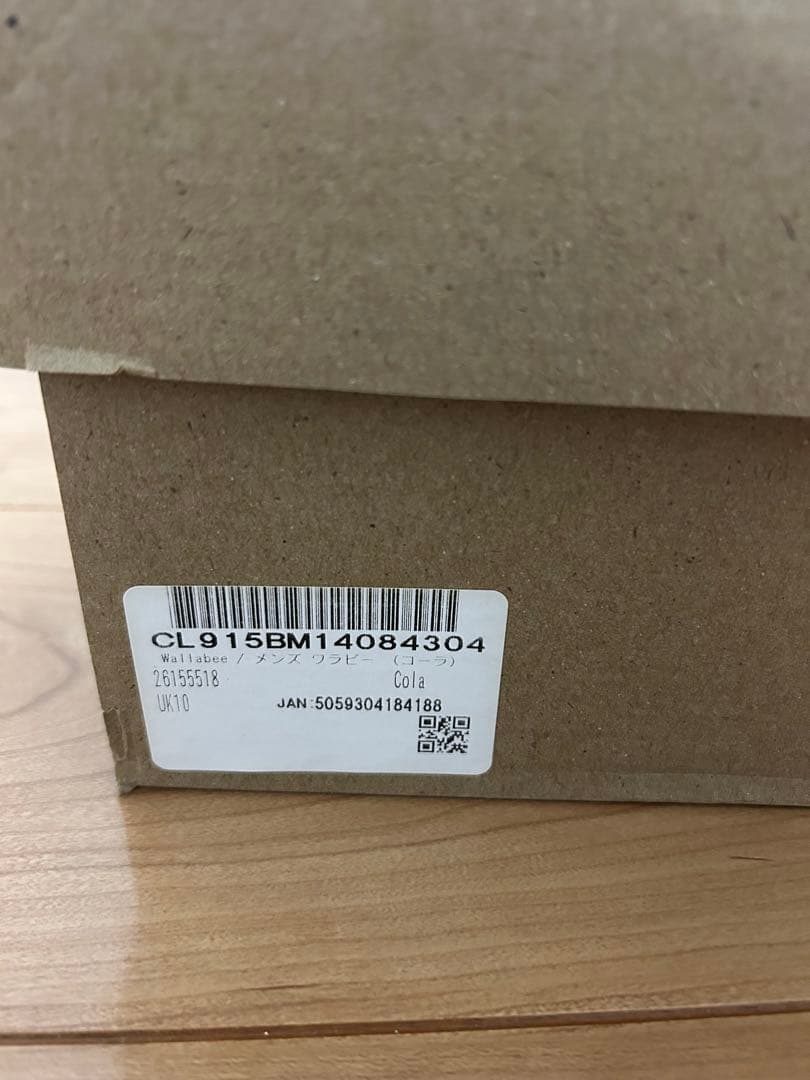 CL915BM14084304
Wallabee / メンズ ワラビー （コーラ）
26155518 Cola
UK10 JAN:5059304184188